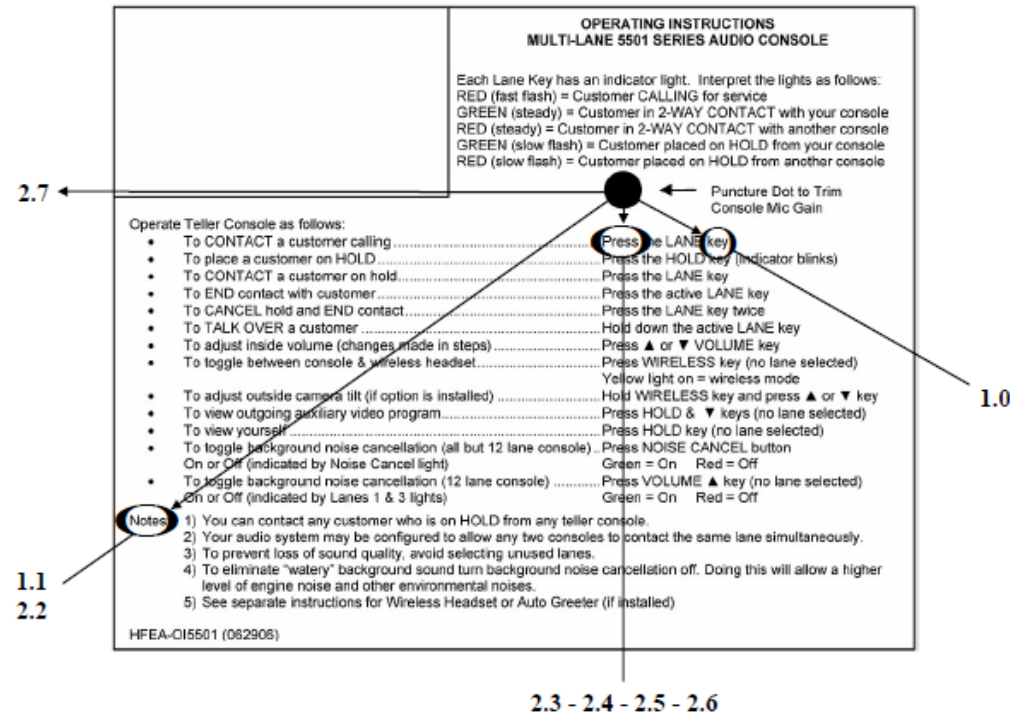 OPERATING INSTRUCTIONS
MULTI-LANE 5501 SERIES AUDIO CONSOLE
Each Lane Key has an indicator light. Interpret the lights as follows:
RED (fast flash) = Customer CALLING for service
GREEN (steady) = Customer in 2-WAY CONTACT with your console
RED (steady) = Customer in 2-WAY CONTACT with another console
GREEN (slow flash) = Customer placed on HOLD from your console
RED (slow flash) = Customer placed on HOLD from another console
2.7
Puncture Dot to Trim
Console Mic Gain
Operate Teller Console as follows:
• To CONTACT a customer calling ... Press the LANE key
• To place a customer on HOLD ... Press the HOLD key (indicator blinks)
• To CONTACT a customer on hold ... Press the LANE key
• To END contact with customer ... Press the active LANE key
• To CANCEL hold and END contact ... Press the LANE key twice
• To TALK OVER a customer ... Hold down the active LANE key
• To adjust inside volume (changes made in steps) ... Press ▲ or ▼ VOLUME key
• To toggle between console & wireless headset ... Press WIRELESS key (no lane selected)
Yellow light on = wireless mode
• To adjust outside camera tilt (if option is installed) ... Hold WIRELESS key and press ▲ or ▼ key
1.0
• To view outgoing auxiliary video program ... Press HOLD & ▼ keys (no lane selected)
• To view yourself ... Press HOLD key (no lane selected)
• To toggle background noise cancellation (all but 12 lane console) .. Press NOISE CANCEL button
On or Off (indicated by Noise Cancel light) Green = On Red = Off
• To toggle background noise cancellation (12 lane console) ... Press VOLUME ▲ key (no lane selected)
On or Off (indicated by Lanes 1 & 3 lights) Green = On Red = Off
Notes 1) You can contact any customer who is on HOLD from any teller console.
2) Your audio system may be configured to allow any two consoles to contact the same lane simultaneously.
3) To prevent loss of sound quality, avoid selecting unused lanes.
4) To eliminate "watery" background sound turn background noise cancellation off. Doing this will allow a higher
level of engine noise and other environmental noises.
5) See separate instructions for Wireless Headset or Auto Greeter (if installed)
1.1
2.2
HFEA-OI5501 (062906)
2.3 - 2.4 - 2.5 - 2.6